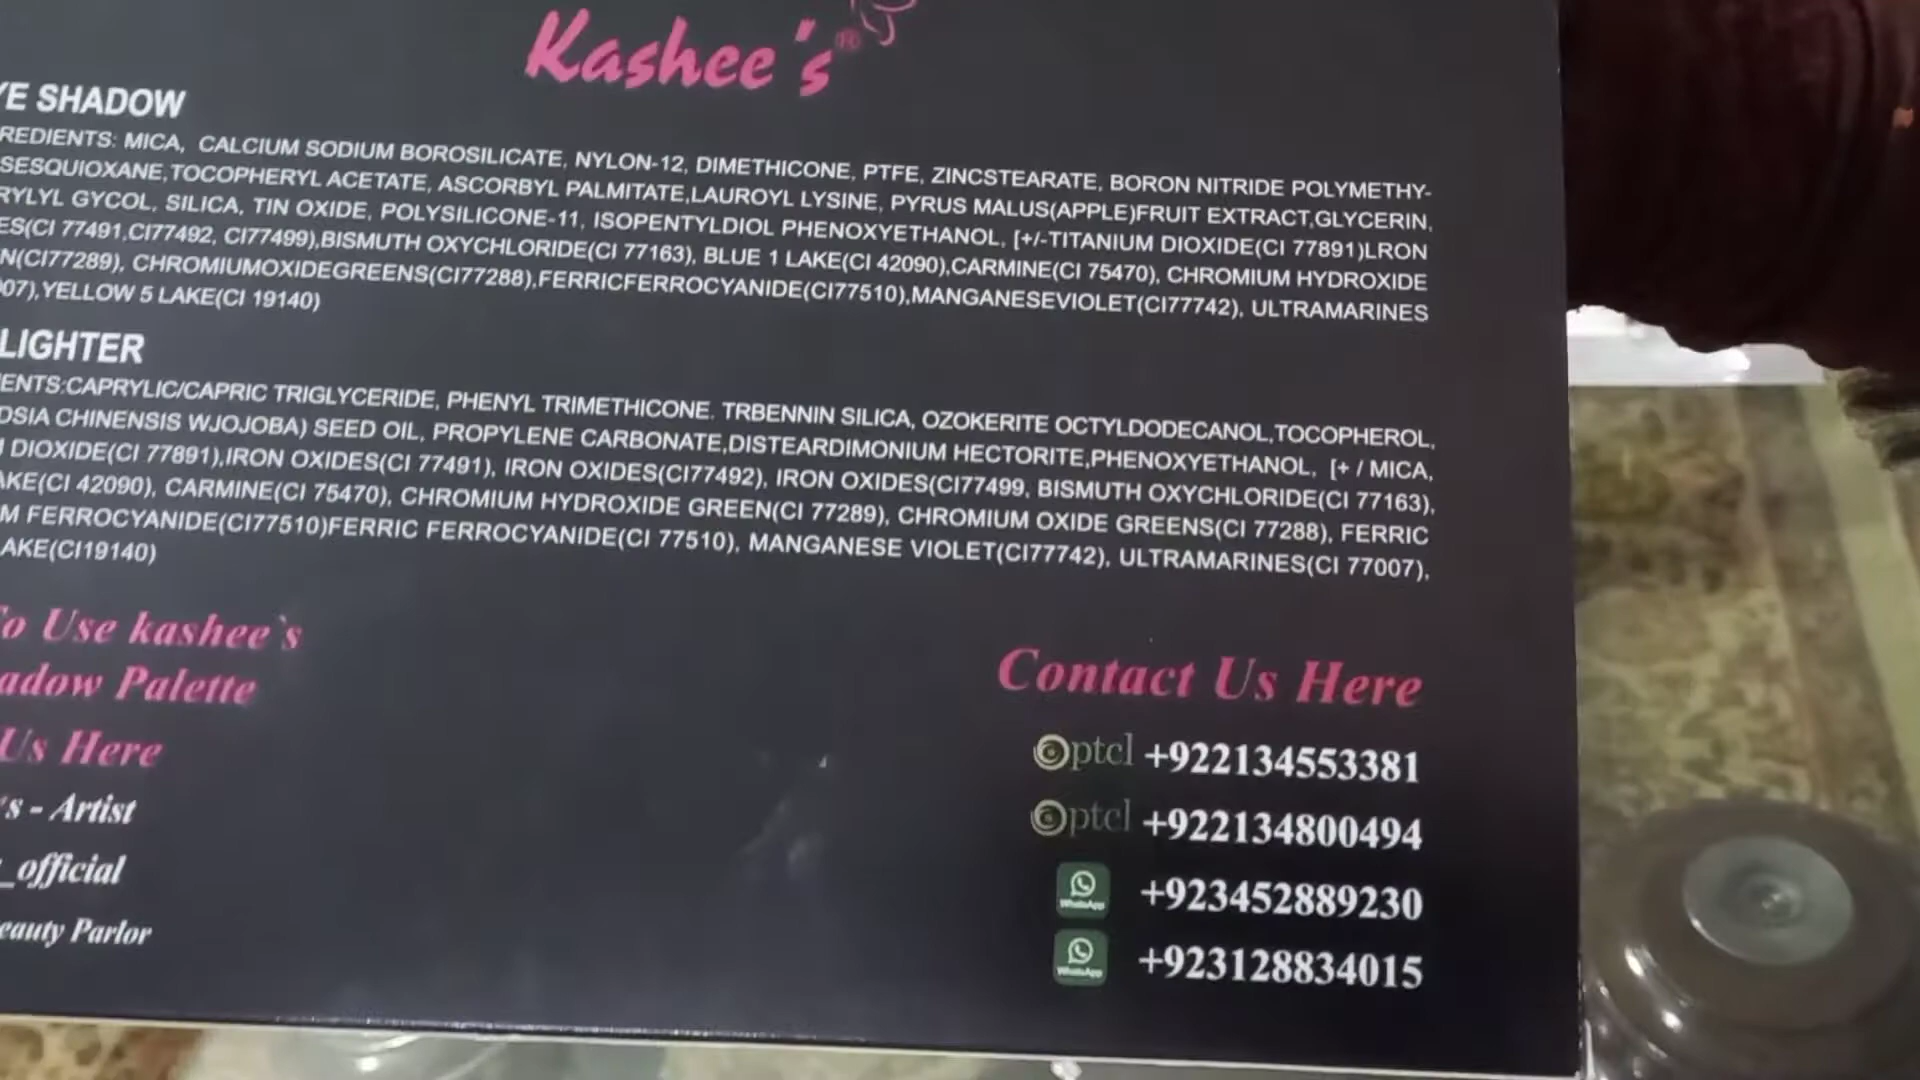 Kashee's®
YE SHADOW
REDIENTS: MICA, CALCIUM SODIUM BOROSILICATE, NYLON-12, DIMETHICONE, PTFE, ZINCSTEARATE, BORON NITRIDE POLYMETHY-
SESQUIOXANE,TOCOPHERYL ACETATE, ASCORBYL PALMITATE,LAUROYL LYSINE, PYRUS MALUS(APPLE)FRUIT EXTRACT,GLYCERIN,
RYLYL GYCOL, SILICA, TIN OXIDE, POLYSILICONE-11, ISOPENTYLDIOL PHENOXYETHANOL, [+/-TITANIUM DIOXIDE(CI 77891)LRON
ES(CI 77491,CI77492, CI77499),BISMUTH OXYCHLORIDE(CI 77163), BLUE 1 LAKE(CI 42090),CARMINE(CI 75470), CHROMIUM HYDROXIDE
N(CI77289), CHROMIUMOXIDEGREENS(CI77288),FERRICFERROCYANIDE(CI77510),MANGANESEVIOLET(CI77742), ULTRAMARINES
07),YELLOW 5 LAKE(CI 19140)
LIGHTER
ENTS:CAPRYLIC/CAPRIC TRIGLYCERIDE, PHENYL TRIMETHICONE. TRBENNIN SILICA, OZOKERITE OCTYLDODECANOL,TOCOPHEROL,
DSIA CHINENSIS WJOJOBA) SEED OIL, PROPYLENE CARBONATE,DISTEARDIMONIUM HECTORITE,PHENOXYETHANOL, [+ / MICA,
DIOXIDE(CI 77891),IRON OXIDES(CI 77491), IRON OXIDES(CI77492), IRON OXIDES(CI77499, BISMUTH OXYCHLORIDE(CI 77163),
AKE(CI 42090), CARMINE(CI 75470), CHROMIUM HYDROXIDE GREEN(CI 77289), CHROMIUM OXIDE GREENS(CI 77288), FERRIC
M FERROCYANIDE(CI77510)FERRIC FERROCYANIDE(CI 77510), MANGANESE VIOLET(CI77742), ULTRAMARINES(CI 77007),
AKE(CI19140)
To Use kashee`s
adow Palette
Us Here
's - Artist
_official
eauty Parlor
Contact Us Here
ptcl +922134553381
ptcl +922134800494
WhatsApp +923452889230
WhatsApp +923128834015